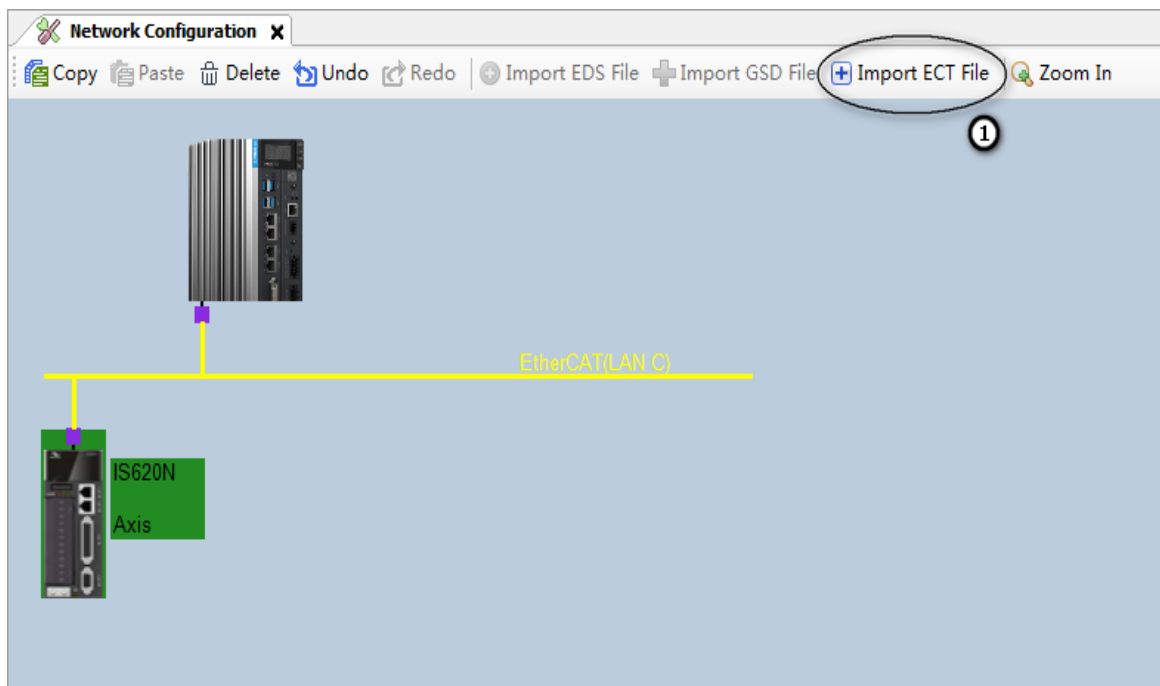 Network Configuration X
Copy Paste Delete Undo Redo Import EDS File Import GSD File Import ECT File Zoom In
1
EtherCAT(LAN C)
IS620N
Axis